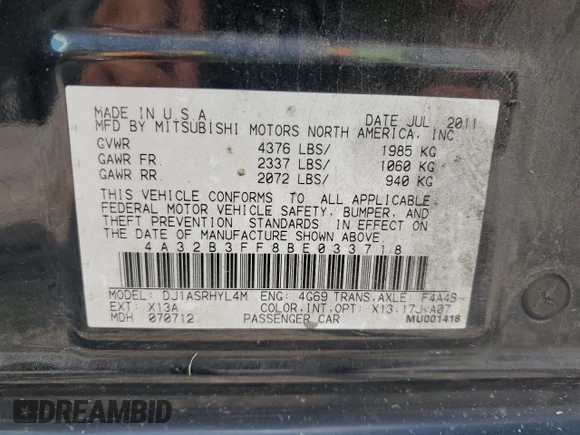 MADE IN U.S.A. DATE JUL 2011
MFD BY MITSUBISHI MOTORS NORTH AMERICA, INC
GVWR 4376 LBS/ 1985 KG
GAWR FR. 2337 LBS/ 1060 KG
GAWR RR. 2072 LBS/ 940 KG
THIS VEHICLE CONFORMS TO ALL APPLICABLE
FEDERAL MOTOR VEHICLE SAFETY, BUMPER, AND
THEFT PREVENTION STANDARDS IN EFFECT ON
THE DATE OF MANUFACTURE SHOWN ABOVE.
4A32B3FF8BE033718
MODEL: DJ1ASRHYL4M ENG: 4G69 TRANS,AXLE: F4A4B-
EXT: X13A COLOR,INT,OPT: X13,17J,A07
MDH 070712 PASSENGER CAR MU001418
DREAMBID